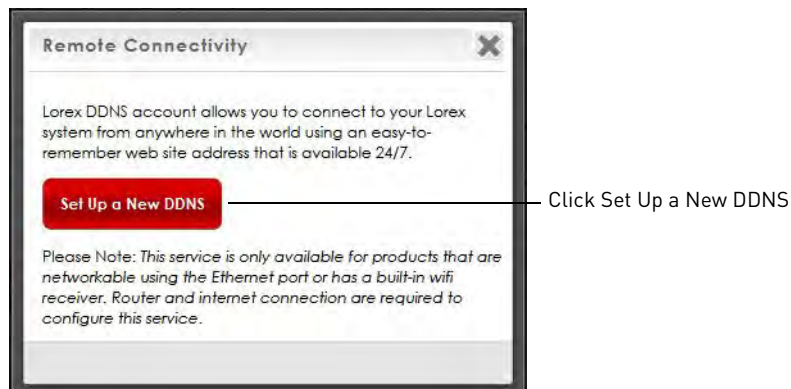 Remote Connectivity
Lorex DDNS account allows you to connect to your Lorex
system from anywhere in the world using an easy-to-
remember web site address that is available 24/7.
Set Up a New DDNS
Click Set Up a New DDNS
Please Note: This service is only available for products that are
networkable using the Ethernet port or has a built-in wifi
receiver. Router and internet connection are required to
configure this service.